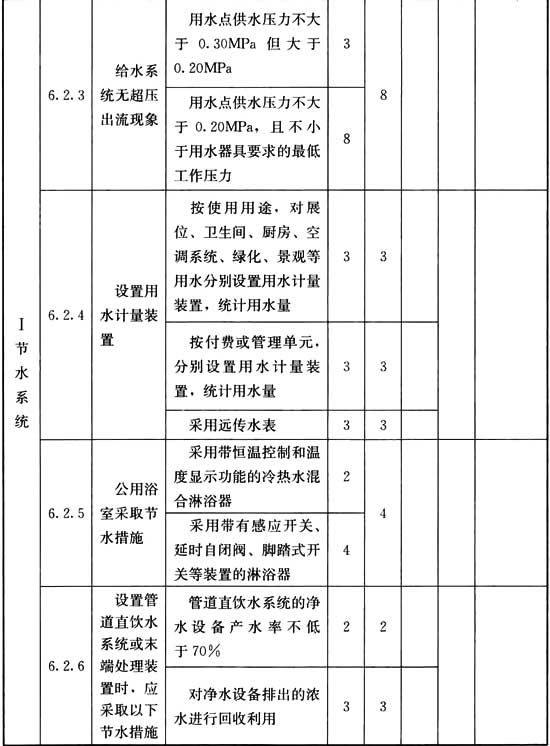 I
节
水
系
统
6.2.3
给水系
统无超压
出流现象
用水点供水压力不大
于 0.30MPa 但大于
0.20MPa
3
用水点供水压力不大
于 0.20MPa，且不小
于用水器具要求的最低
工作压力
8
8
6.2.4
设置用
水计量装
置
按使用用途，对展
位、卫生间、厨房、空
调系统、绿化、景观等
用水分别设置用水计量
装置，统计用水量
3
3
按付费或管理单元，
分别设置用水计量装
置，统计用水量
3
3
采用远传水表
3
3
6.2.5
公用浴
室采取节
水措施
采用带恒温控制和温
度显示功能的冷热水混
合淋浴器
2
采用带有感应开关、
延时自闭阀、脚踏式开
关等装置的淋浴器
4
4
6.2.6
设置管
道直饮水
系统或末
端处理装
置时，应
采取以下
节水措施
管道直饮水系统的净
水设备产水率不低
于70%
2
2
对净水设备排出的浓
水进行回收利用
3
3